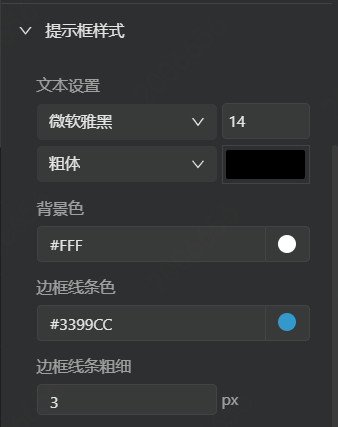 提示框样式
文本设置
微软雅黑 14
粗体
背景色
#FFF
边框线条色
#3399CC
边框线条粗细
3 px